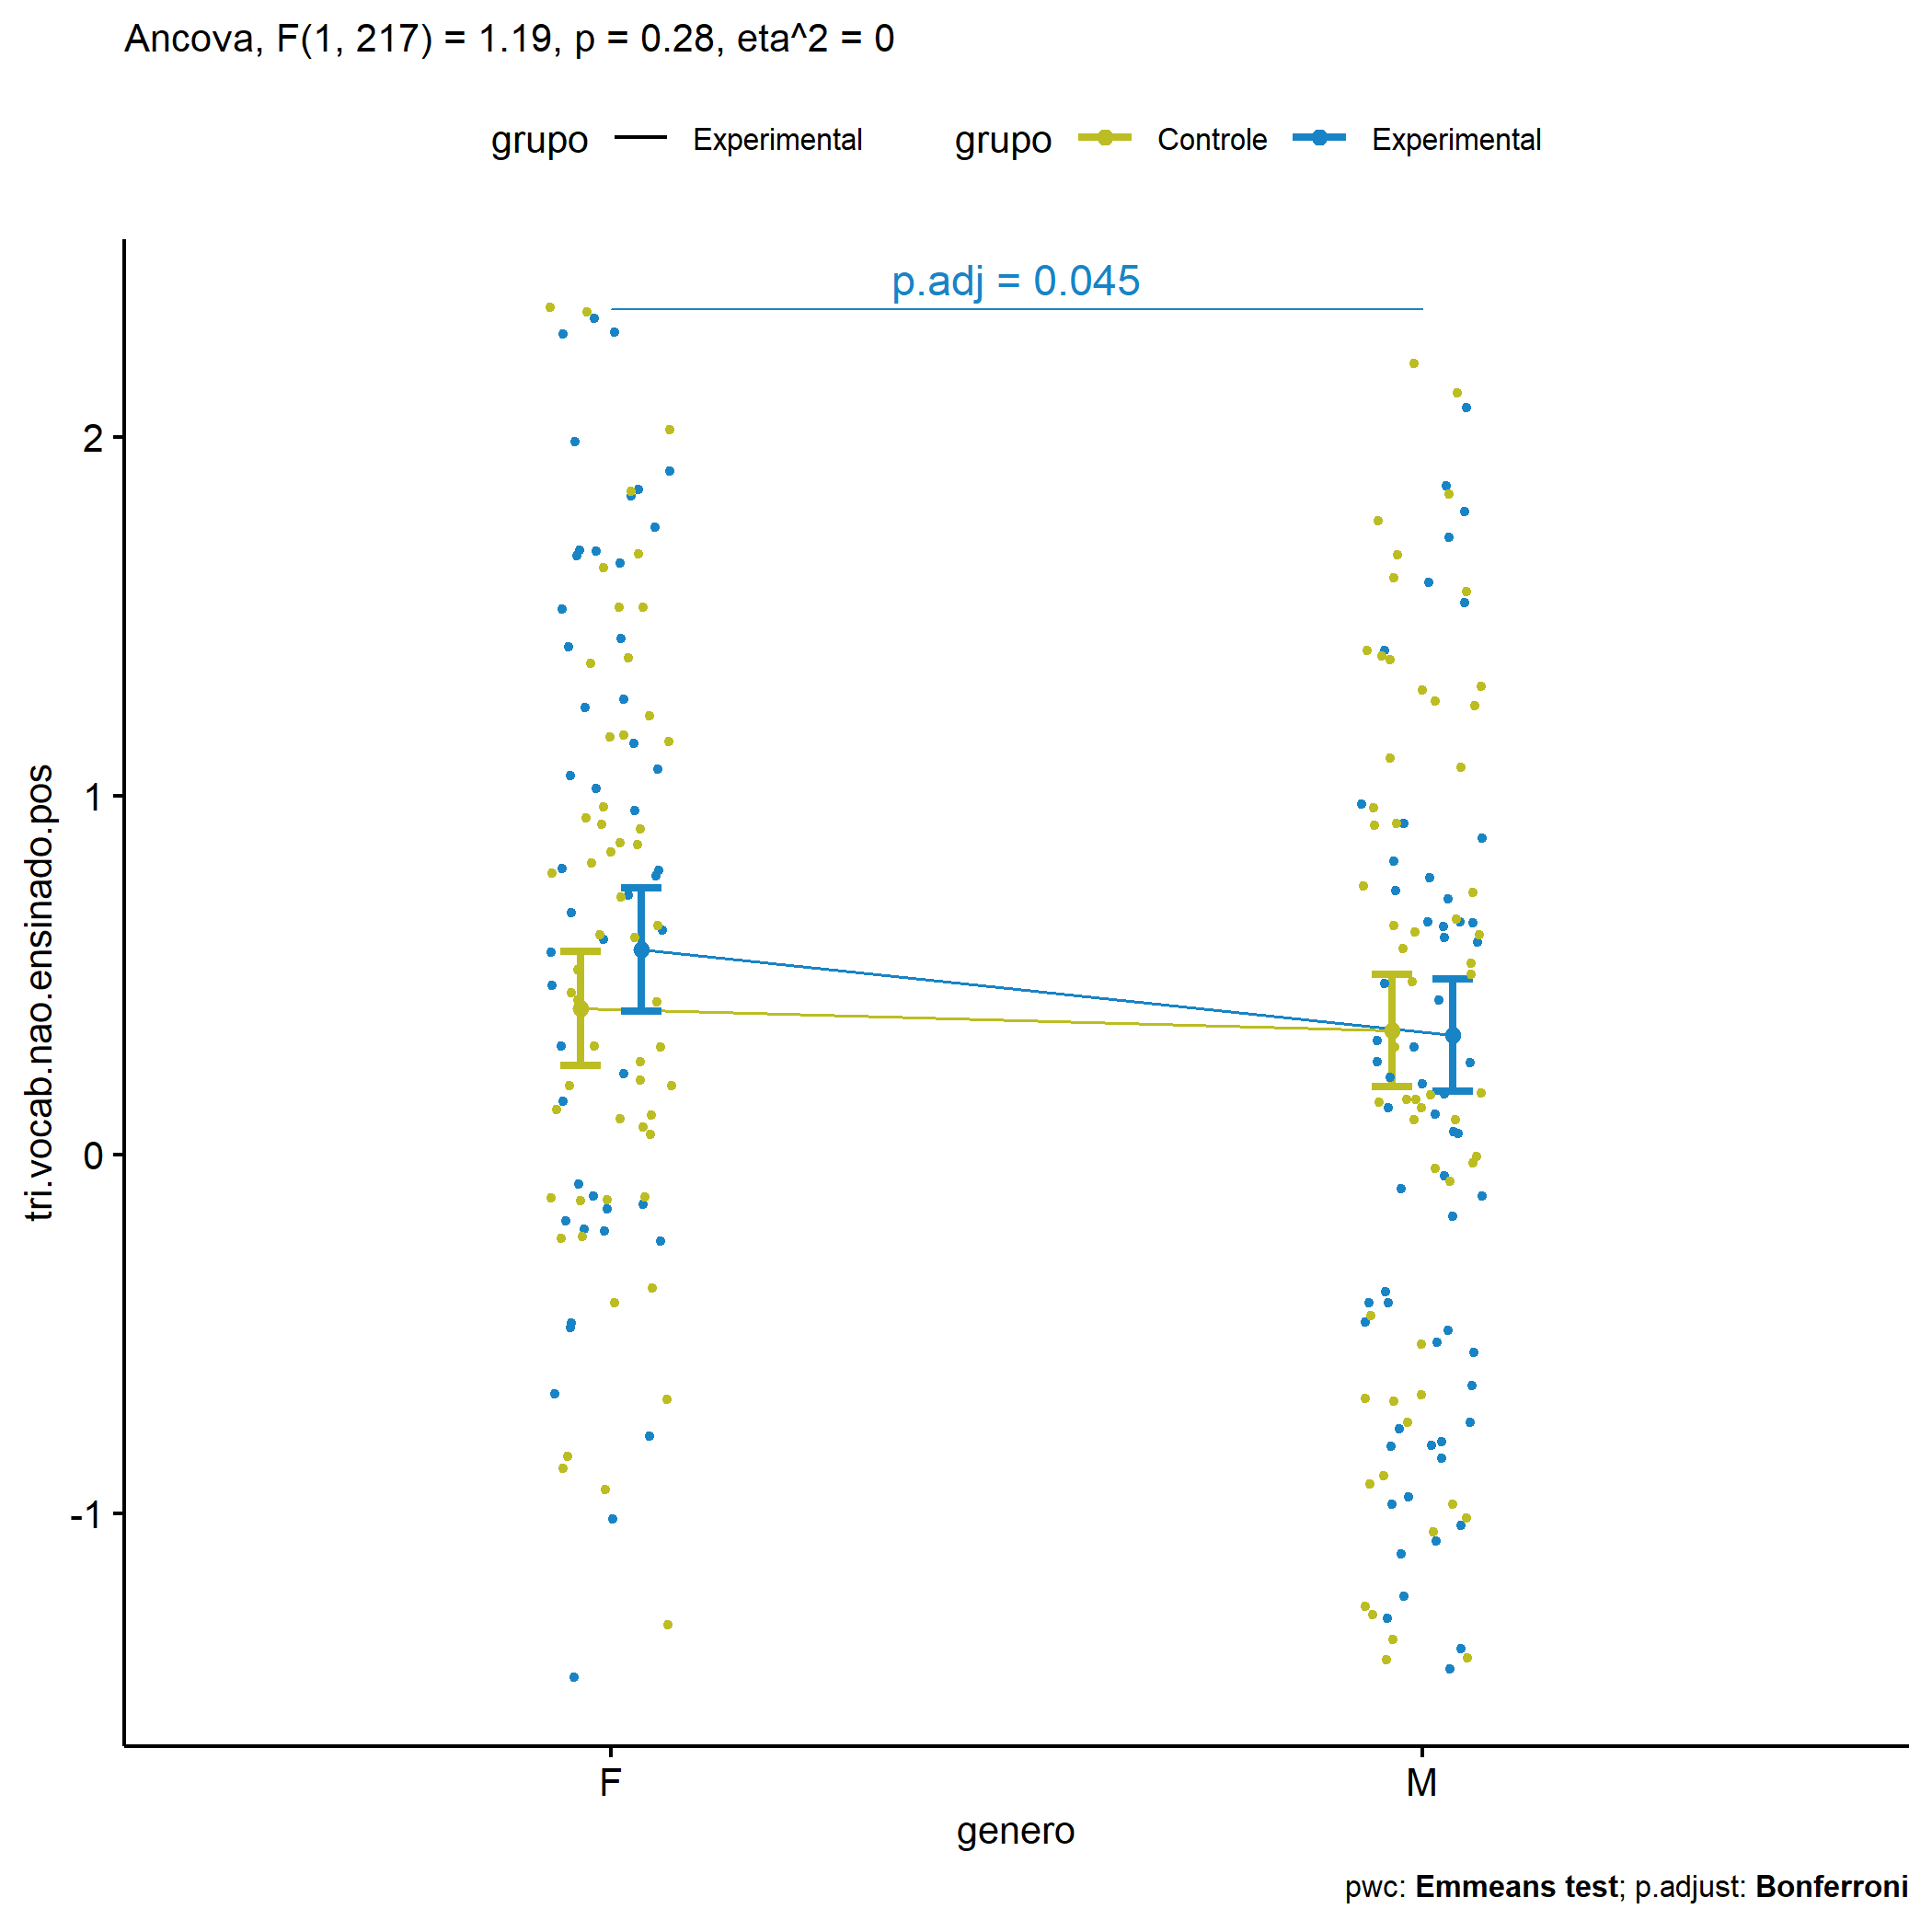 Ancova, F(1, 217) = 1.19, p = 0.28, eta^2 = 0
grupo Experimental grupo Controle Experimental
p.adj = 0.045
2
1
0
-1
tri.vocab.nao.ensinado.pos
F M
genero
pwc: Emmeans test; p.adjust: Bonferroni